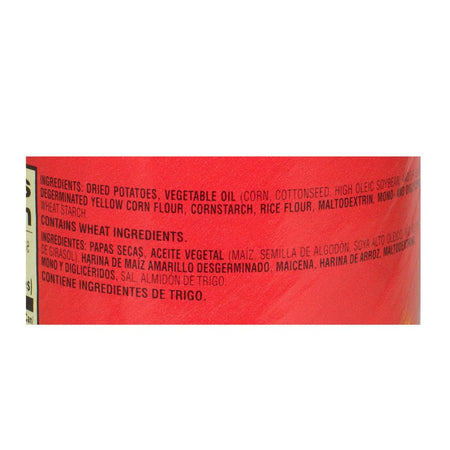 INGREDIENTS: DRIED POTATOES, VEGETABLE OIL (CORN, COTTONSEED, HIGH OLEIC SOYBEAN,
DEGERMINATED YELLOW CORN FLOUR, CORNSTARCH, RICE FLOUR, MALTODEXTRIN, MONO- AND
WHEAT STARCH.
CONTAINS WHEAT INGREDIENTS.
INGREDIENTES: PAPAS SECAS, ACEITE VEGETAL (MAÍZ, SEMILLA DE ALGODÓN, SOYA ALTO OLEICO,
DE GIRASOL), HARINA DE MAÍZ AMARILLO DESGERMINADO, MAICENA, HARINA DE ARROZ,
MONO Y DIGLICÉRIDOS, SAL, ALMIDÓN DE TRIGO.
CONTIENE INGREDIENTES DE TRIGO.